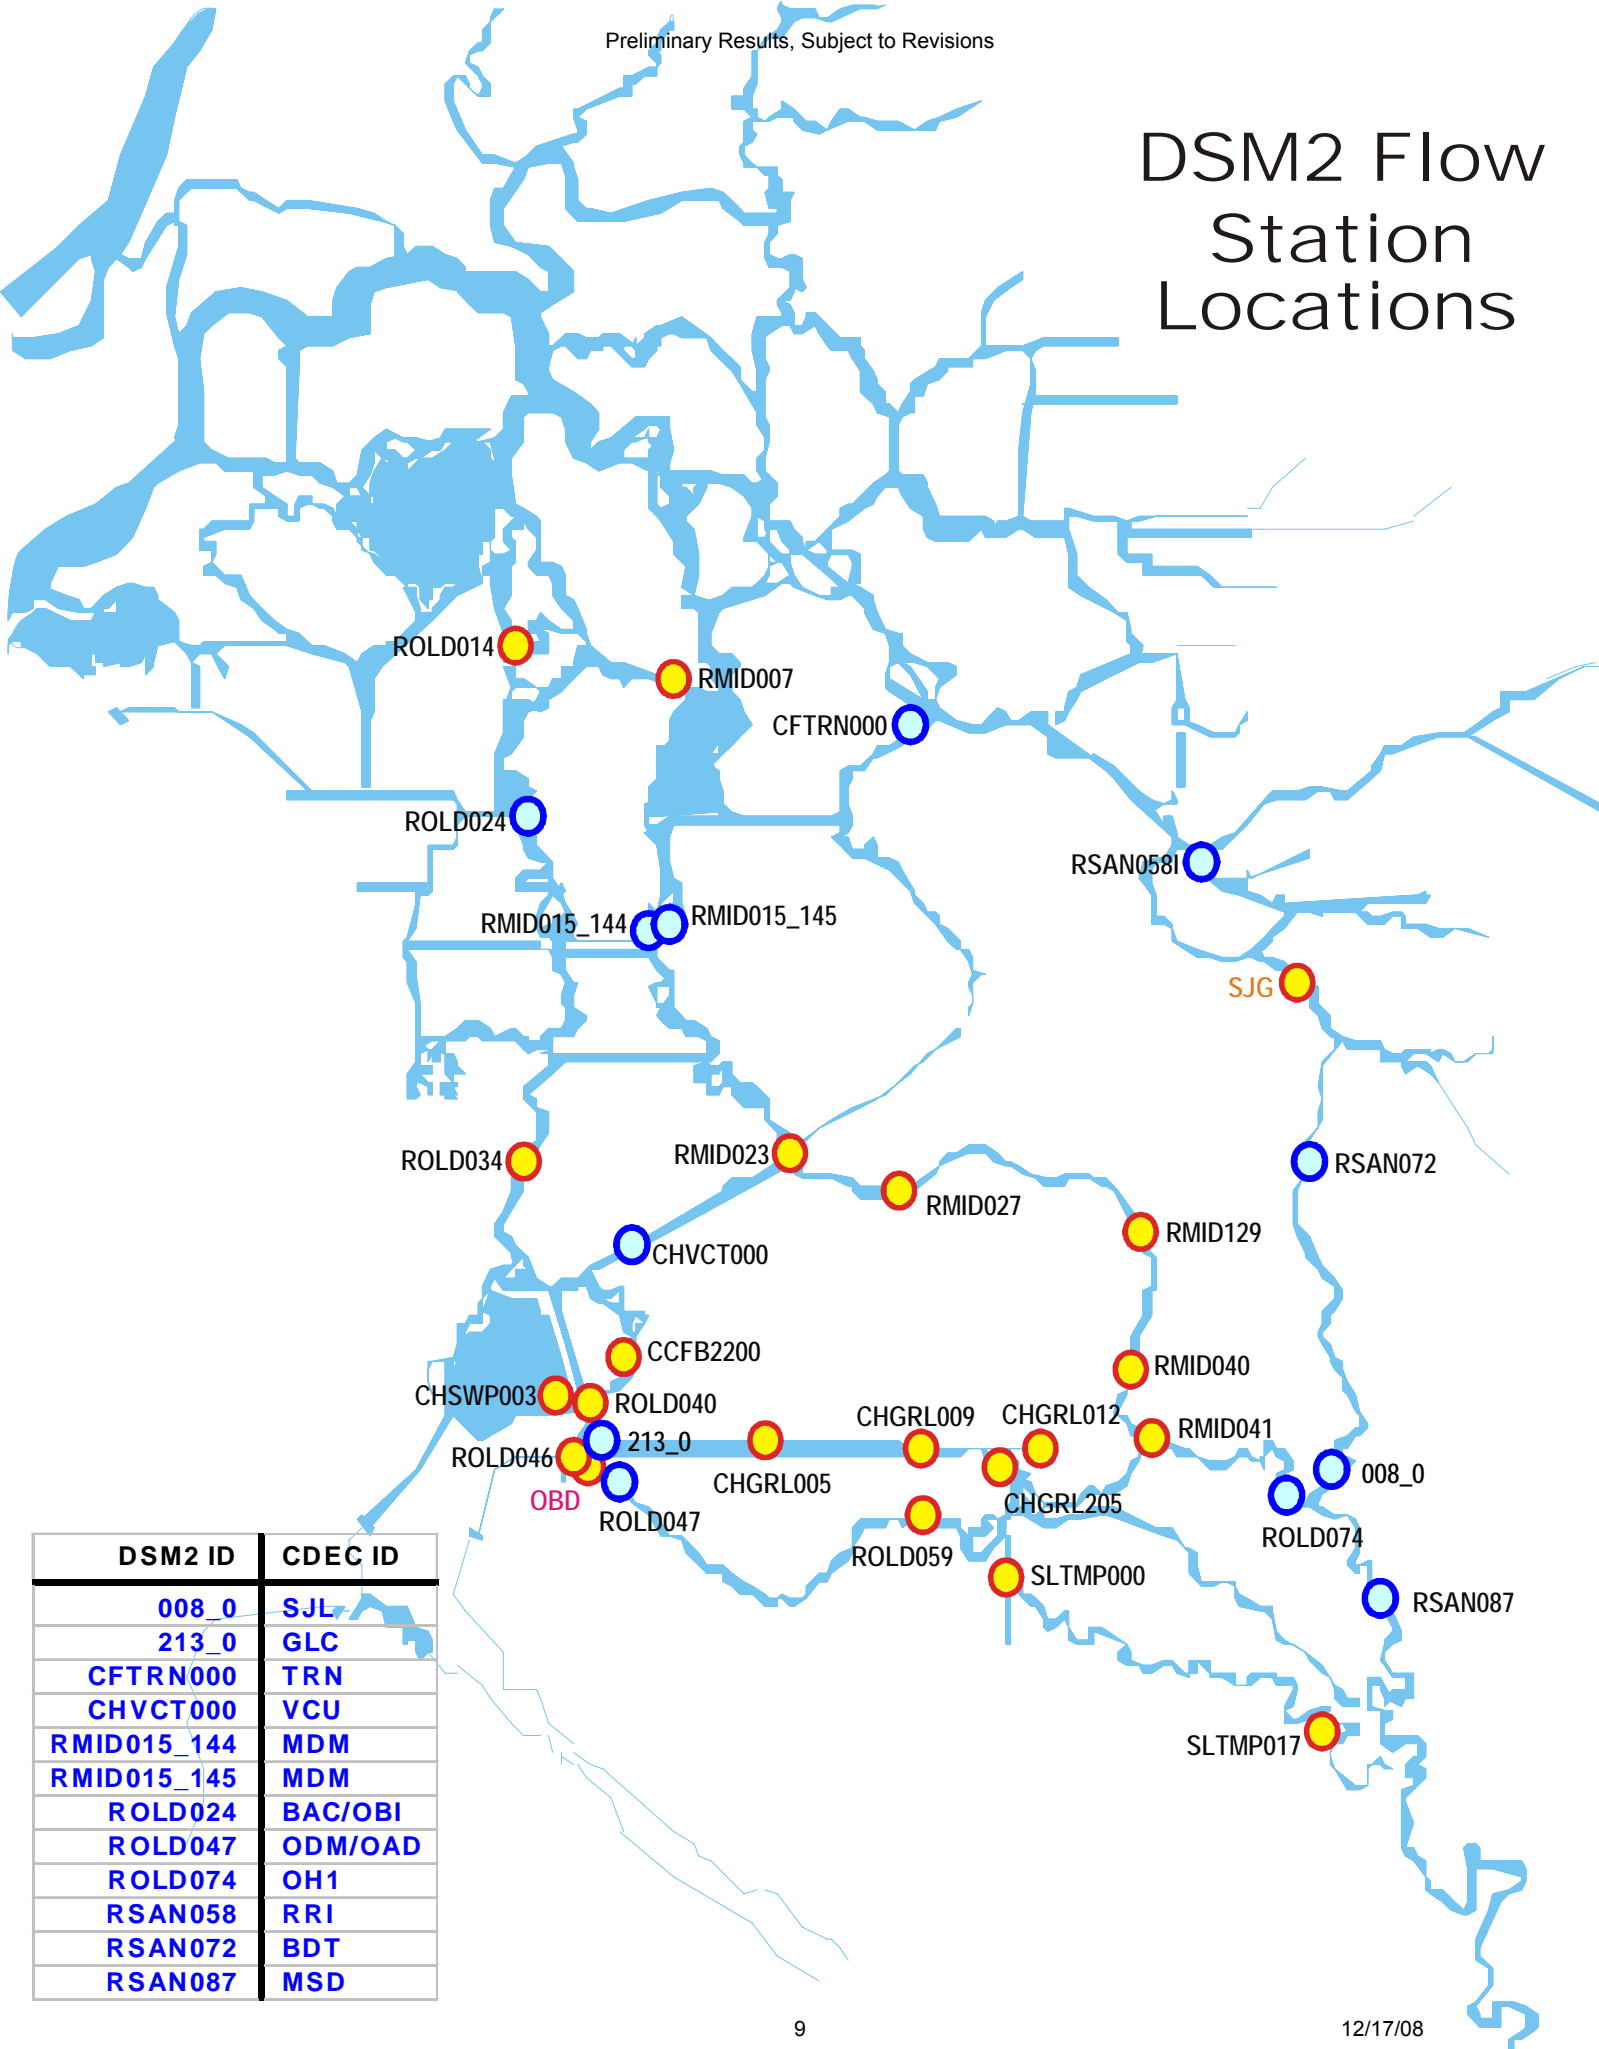 Preliminary Results, Subject to Revisions
DSM2 Flow
Station
Locations
ROLD014
RMID007
CFTRN000
ROLD024
RSAN058I
RMID015_144
RMID015_145
SJG
ROLD034
RMID023
RSAN072
RMID027
RMID129
CHVCT000
CCFB2200
RMID040
CHSWP003
ROLD040
CHGRL009
CHGRL012
RMID041
213_0
ROLD046
CHGRL005
008_0
OBD
CHGRL205
ROLD047
ROLD074
ROLD059
SLTMP000
RSAN087
SLTMP017
DSM2 ID CDEC ID
008_0 SJL
213_0 GLC
CFTRN000 TRN
CHVCT000 VCU
RMID015_144 MDM
RMID015_145 MDM
ROLD024 BAC/OBI
ROLD047 ODM/OAD
ROLD074 OH1
RSAN058 RRI
RSAN072 BDT
RSAN087 MSD
9
12/17/08